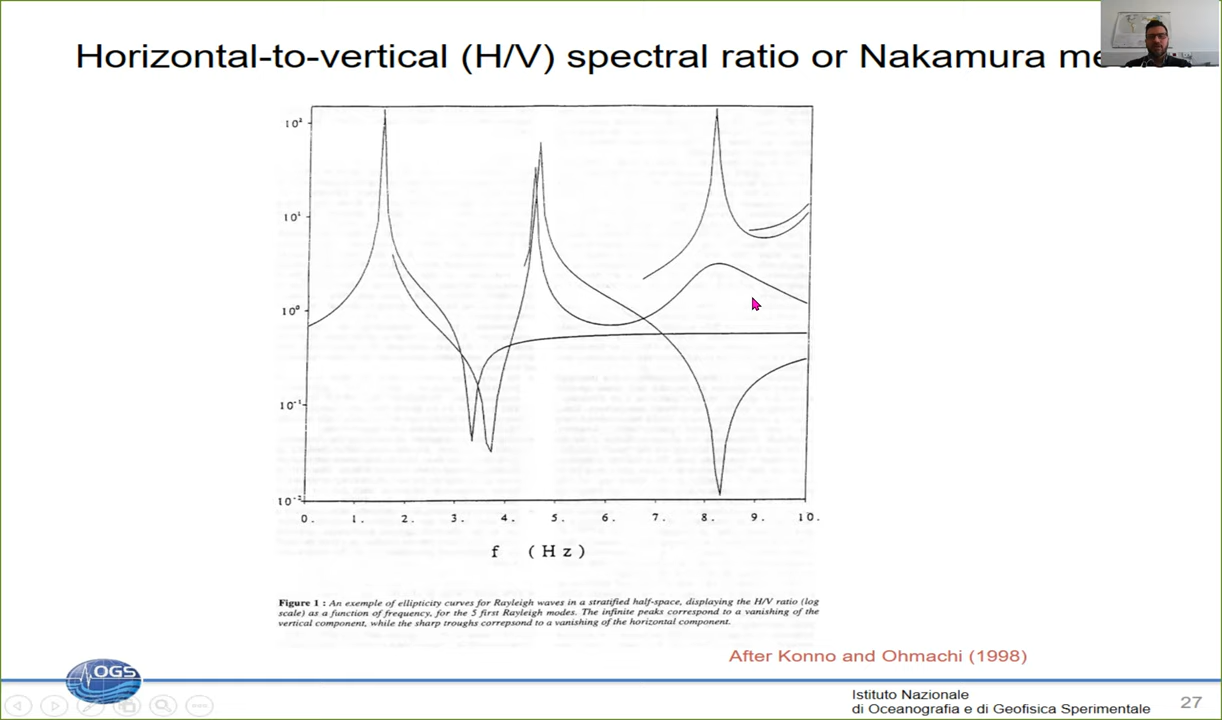 Horizontal-to-vertical (H/V) spectral ratio or Nakamura
10²
10¹
10⁰
10⁻¹
10⁻²
0. 1. 2. 3. 4. 5. 6. 7. 8. 9. 10.
f (Hz)
Figure 1 : An exemple of ellipticity curves for Rayleigh waves in a stratified half-space, displaying the H/V ratio (log
scale) as a function of frequency, for the 5 first Rayleigh modes. The infinite peaks correspond to a vanishing of the
vertical component, while the sharp troughs correpsond to a vanishing of the horizontal component.
After Konno and Ohmachi (1998)
OGS
Istituto Nazionale
di Oceanografia e di Geofisica Sperimentale
27